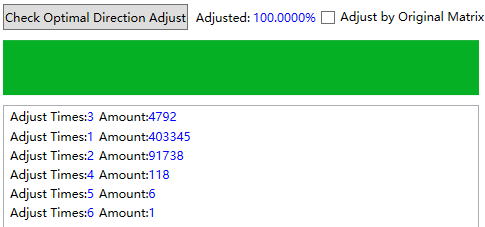 Check Optimal Direction Adjust Adjusted: 100.0000% Adjust by Original Matrix
Adjust Times:3 Amount:4792
Adjust Times:1 Amount:403345
Adjust Times:2 Amount:91738
Adjust Times:4 Amount:118
Adjust Times:5 Amount:6
Adjust Times:6 Amount:1